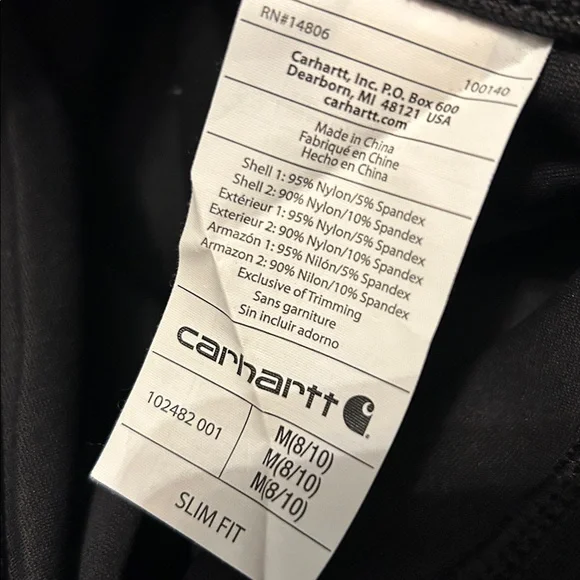 RN#14806
100140
Carhartt, Inc. P.O. Box 600
Dearborn, MI 48121 USA
carhartt.com
Made in China
Fabriqué en Chine
Hecho en China
Shell 1: 95% Nylon/5% Spandex
Shell 2: 90% Nylon/10% Spandex
Extérieur 1: 95% Nylon/5% Spandex
Exterieur 2: 90% Nylon/10% Spandex
Armazón 1: 95% Nilón/5% Spandex
Armazon 2: 90% Nilon/10% Spandex
Exclusive of Trimming
Sans garniture
Sin incluir adorno
carhartt
102482 001
M(8/10)
M(8/10)
M(8/10)
SLIM FIT